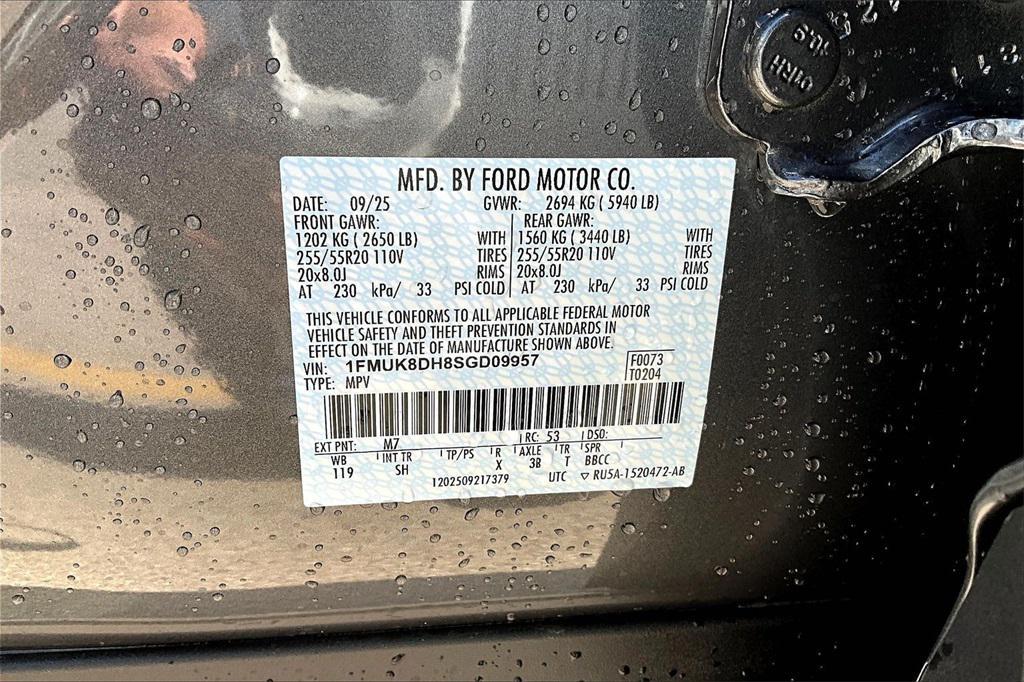 MFD. BY FORD MOTOR CO.
DATE: 09/25 GVWR: 2694 KG ( 5940 LB)
FRONT GAWR: REAR GAWR:
1202 KG ( 2650 LB) WITH 1560 KG ( 3440 LB) WITH
255/55R20 110V TIRES 255/55R20 110V TIRES
20x8.0J RIMS 20x8.0J RIMS
AT 230 kPa/ 33 PSI COLD AT 230 kPa/ 33 PSI COLD
THIS VEHICLE CONFORMS TO ALL APPLICABLE FEDERAL MOTOR
VEHICLE SAFETY AND THEFT PREVENTION STANDARDS IN
EFFECT ON THE DATE OF MANUFACTURE SHOWN ABOVE.
VIN: 1FMUK8DH8SGD09957 F0073
TYPE: MPV T0204
EXT PNT: M7 RC: 53 DSO:
WB INT TR TP/PS R AXLE TR SPR
119 SH X 3B T BBCC
1202509217379 UTC ▽ RU5A-1520472-AB
01RH
10.9